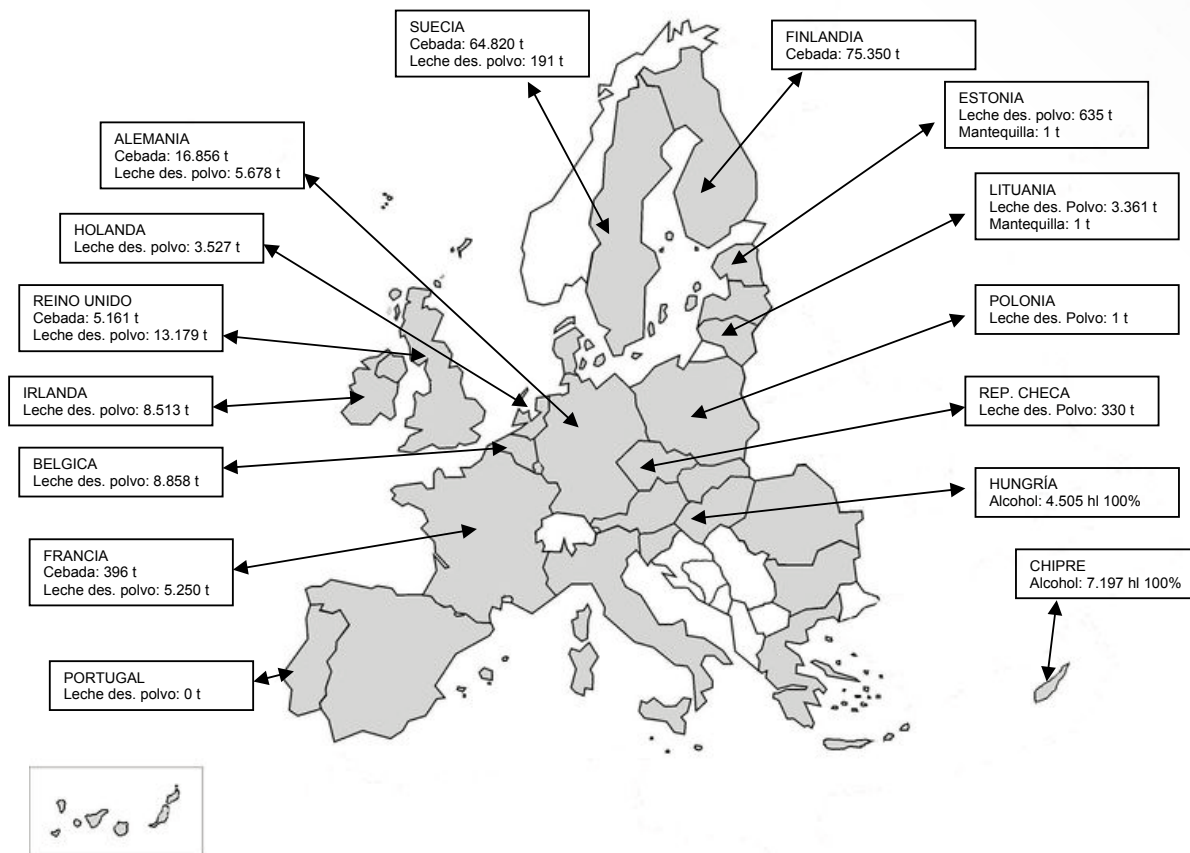 SUECIA
Cebada: 64.820 t
Leche des. polvo: 191 t
FINLANDIA
Cebada: 75.350 t
ESTONIA
Leche des. polvo: 635 t
Mantequilla: 1 t
ALEMANIA
Cebada: 16.856 t
Leche des. polvo: 5.678 t
LITUANIA
Leche des. Polvo: 3.361 t
Mantequilla: 1 t
HOLANDA
Leche des. polvo: 3.527 t
REINO UNIDO
Cebada: 5.161 t
Leche des. polvo: 13.179 t
POLONIA
Leche des. Polvo: 1 t
IRLANDA
Leche des. polvo: 8.513 t
REP. CHECA
Leche des. Polvo: 330 t
BELGICA
Leche des. polvo: 8.858 t
HUNGRÍA
Alcohol: 4.505 hl 100%
FRANCIA
Cebada: 396 t
Leche des. polvo: 5.250 t
CHIPRE
Alcohol: 7.197 hl 100%
PORTUGAL
Leche des. polvo: 0 t